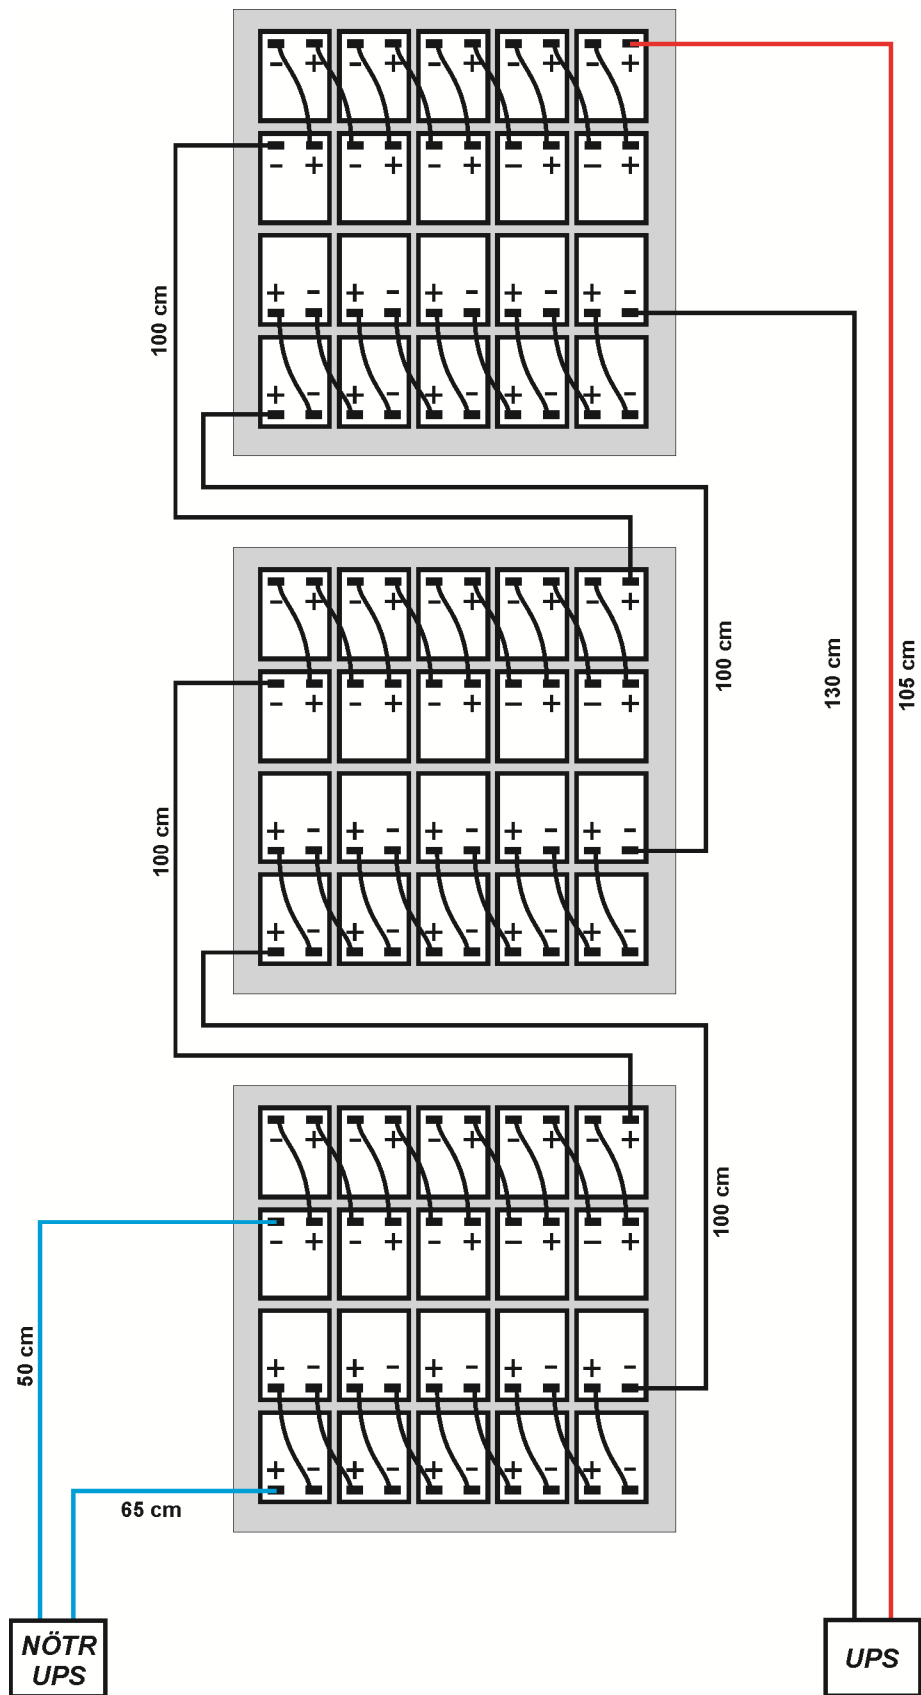 - + - + - + - + - +
- + - + - + - + - +
100 cm
+ - + - + - + - + -
+ - + - + - + - + -
- + - + - + - + - +
100 cm
130 cm
105 cm
- + - + - + - + - +
100 cm
+ - + - + - + - + -
+ - + - + - + - + -
- + - + - + - + - +
100 cm
- + - + - + - + - +
50 cm
+ - + - + - + - + -
+ - + - + - + - + -
65 cm
NÖTR
UPS
UPS